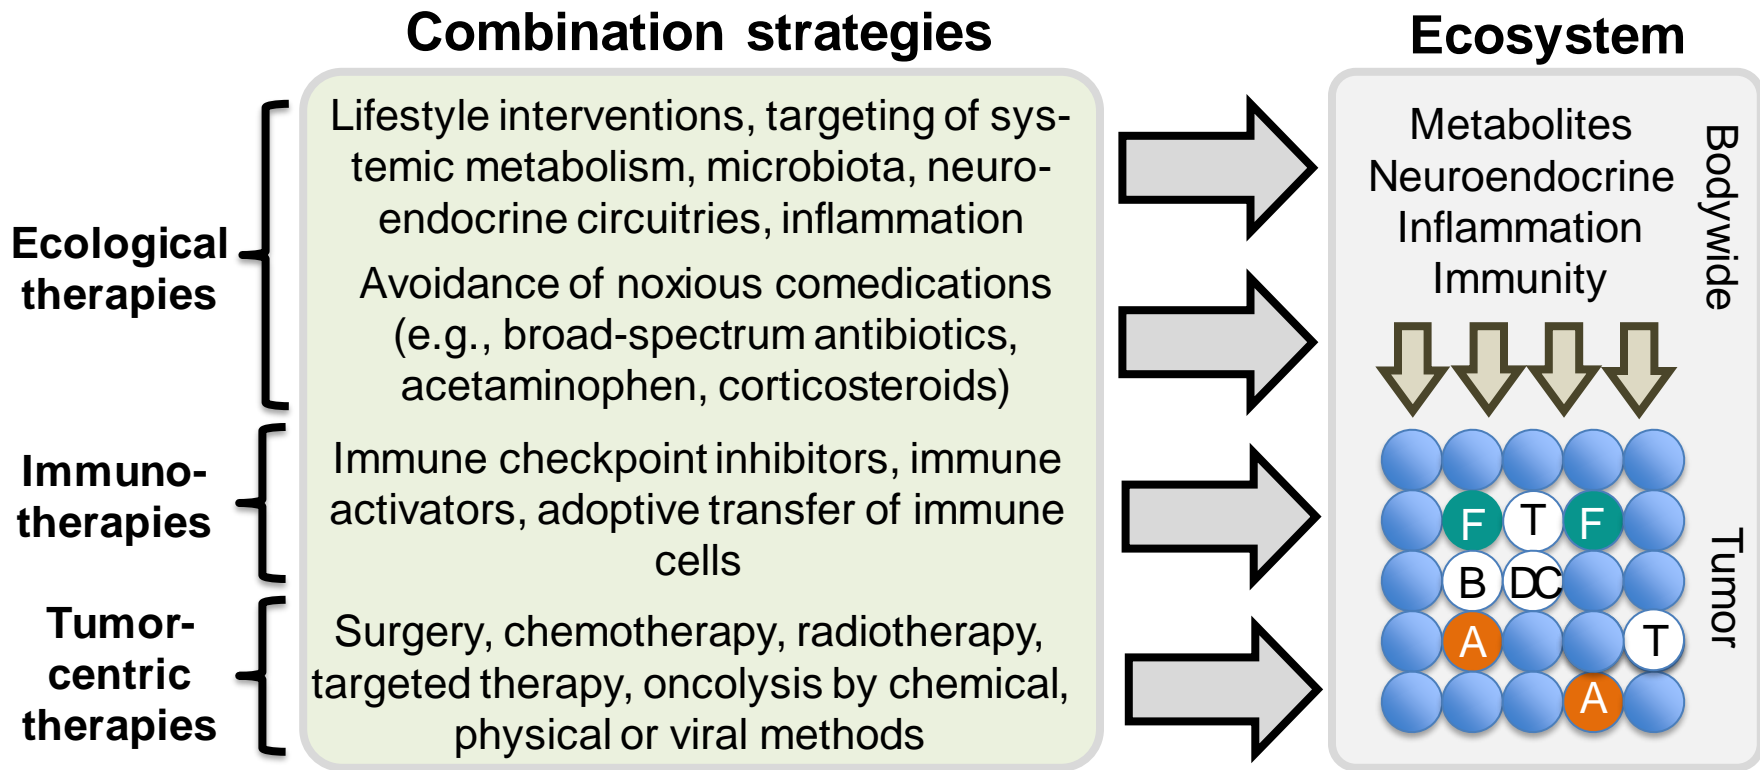 Combination strategies
Ecosystem
Ecological
therapies
Lifestyle interventions, targeting of sys-
temic metabolism, microbiota, neuro-
endocrine circuitries, inflammation
Avoidance of noxious comedications
(e.g., broad-spectrum antibiotics,
acetaminophen, corticosteroids)
Immuno-
therapies
Immune checkpoint inhibitors, immune
activators, adoptive transfer of immune
cells
Tumor-
centric
therapies
Surgery, chemotherapy, radiotherapy,
targeted therapy, oncolysis by chemical,
physical or viral methods
Metabolites
Neuroendocrine
Inflammation
Immunity
Bodywide
F T F
B DC
A T
A
Tumor